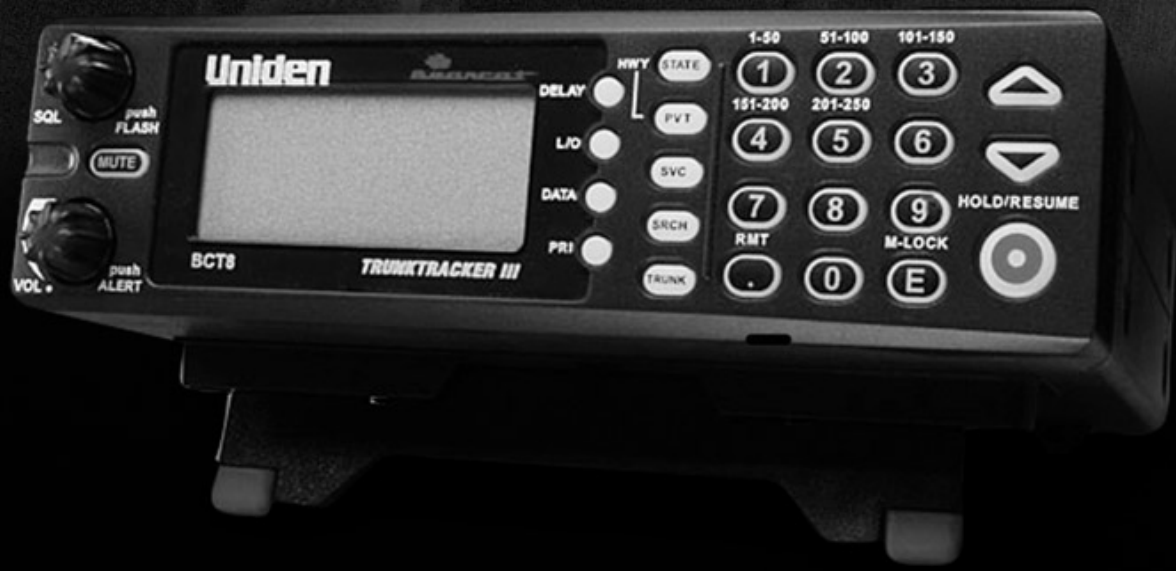 Uniden
Bearcat
SQL
push
FLASH
MUTE
VOL
push
ALERT
BCT8
TRUNKTRACKER III
DELAY
L/O
DATA
PRI
HWY
STATE
PVT
SVC
SRCH
TRUNK
1-50 51-100 101-150
1 2 3
151-200 201-250
4 5 6
7 8 9
RMT M-LOCK
. 0 E
HOLD/RESUME